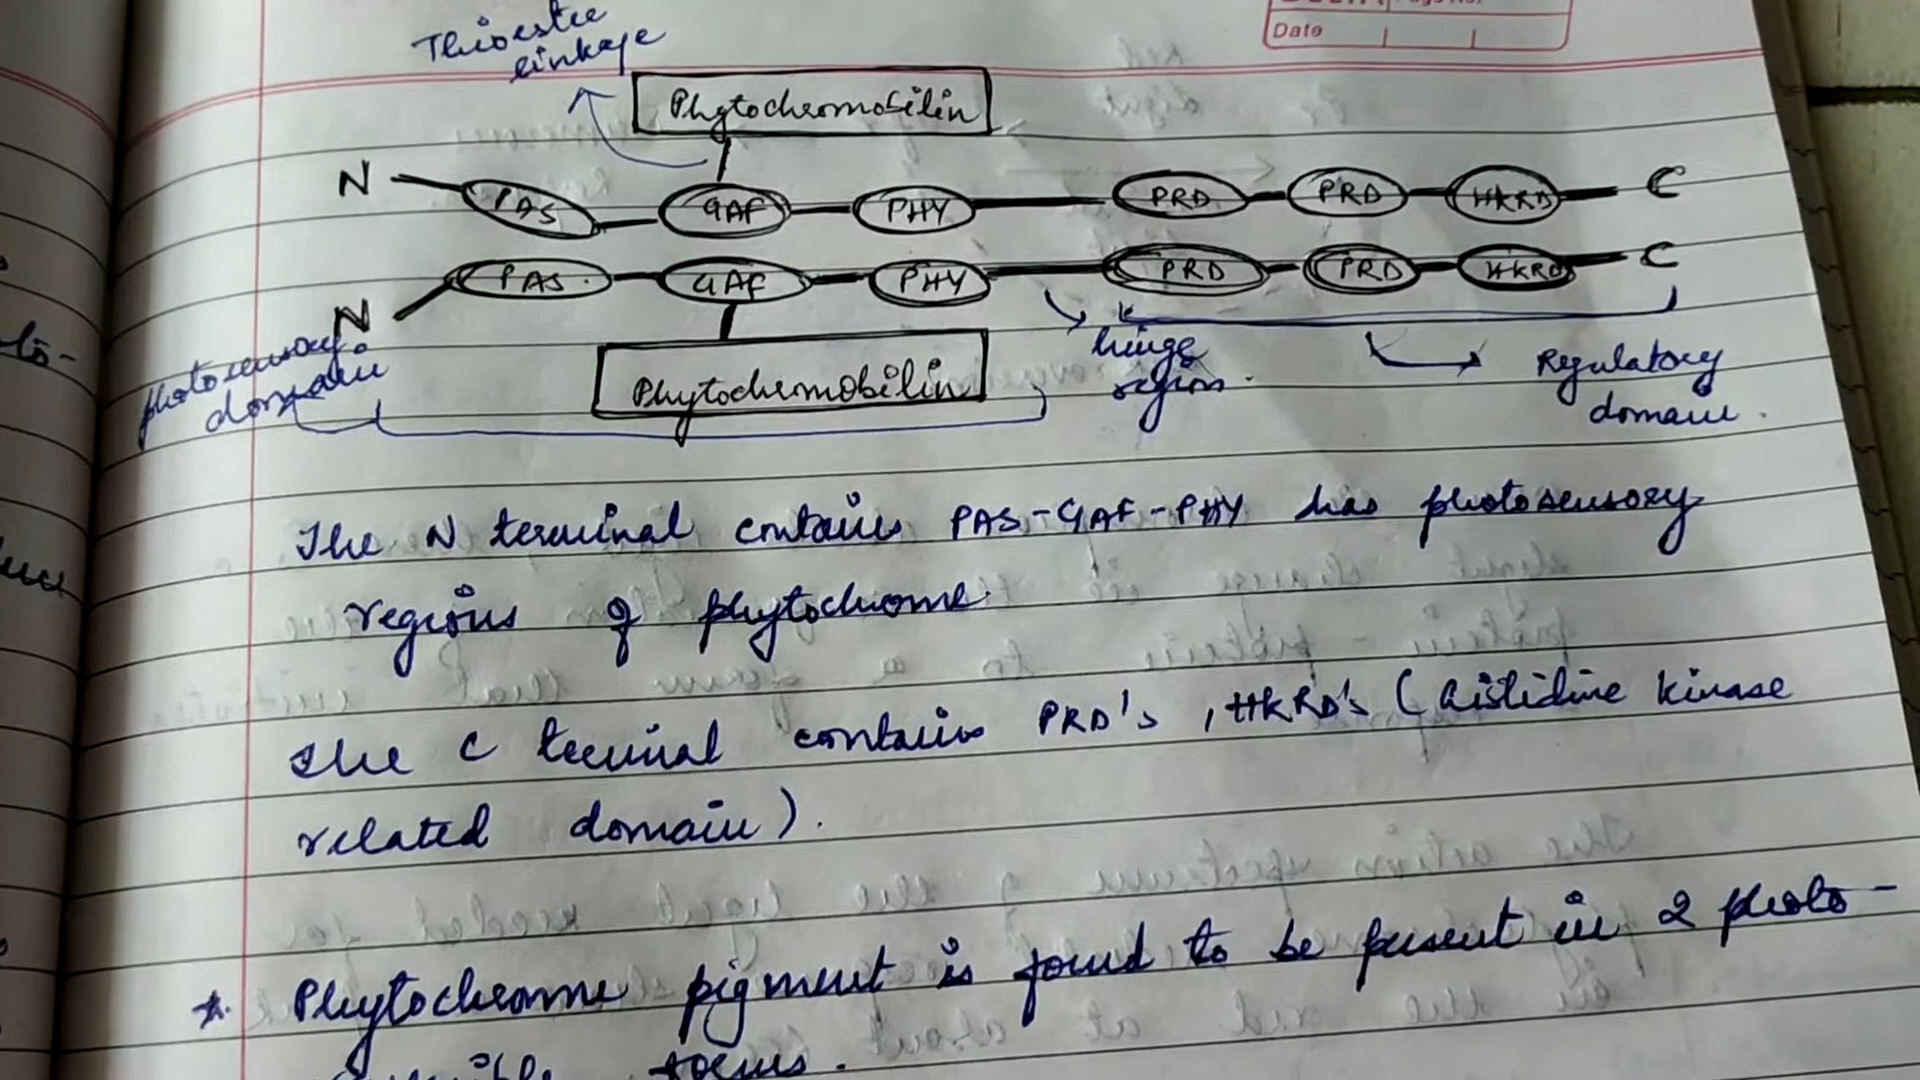 Date
Thioester
linkage
Phytochromobilin
N PAS GAF PHY PRD PRD HKRD C
N PAS GAF PHY PRD PRD HKRD C
Phytochromobilin
photosensory
domain
hinge
region.
Regulatory
domain.
The N terminal contains PAS-GAF-PHY has photosensory
regions of phytochrome.
The C terminal contains PRD's, HKRD's (histidine kinase
related domain).
* Phytochrome pigment is found to be present in 2 photo-
forms.